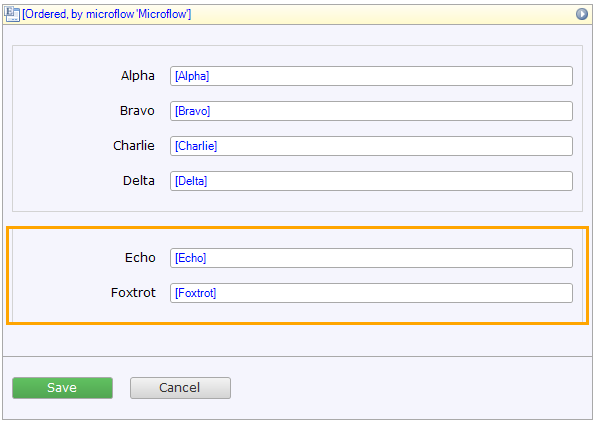 [Ordered, by microflow 'Microflow']
Alpha [Alpha]
Bravo [Bravo]
Charlie [Charlie]
Delta [Delta]
Echo [Echo]
Foxtrot [Foxtrot]
Save Cancel